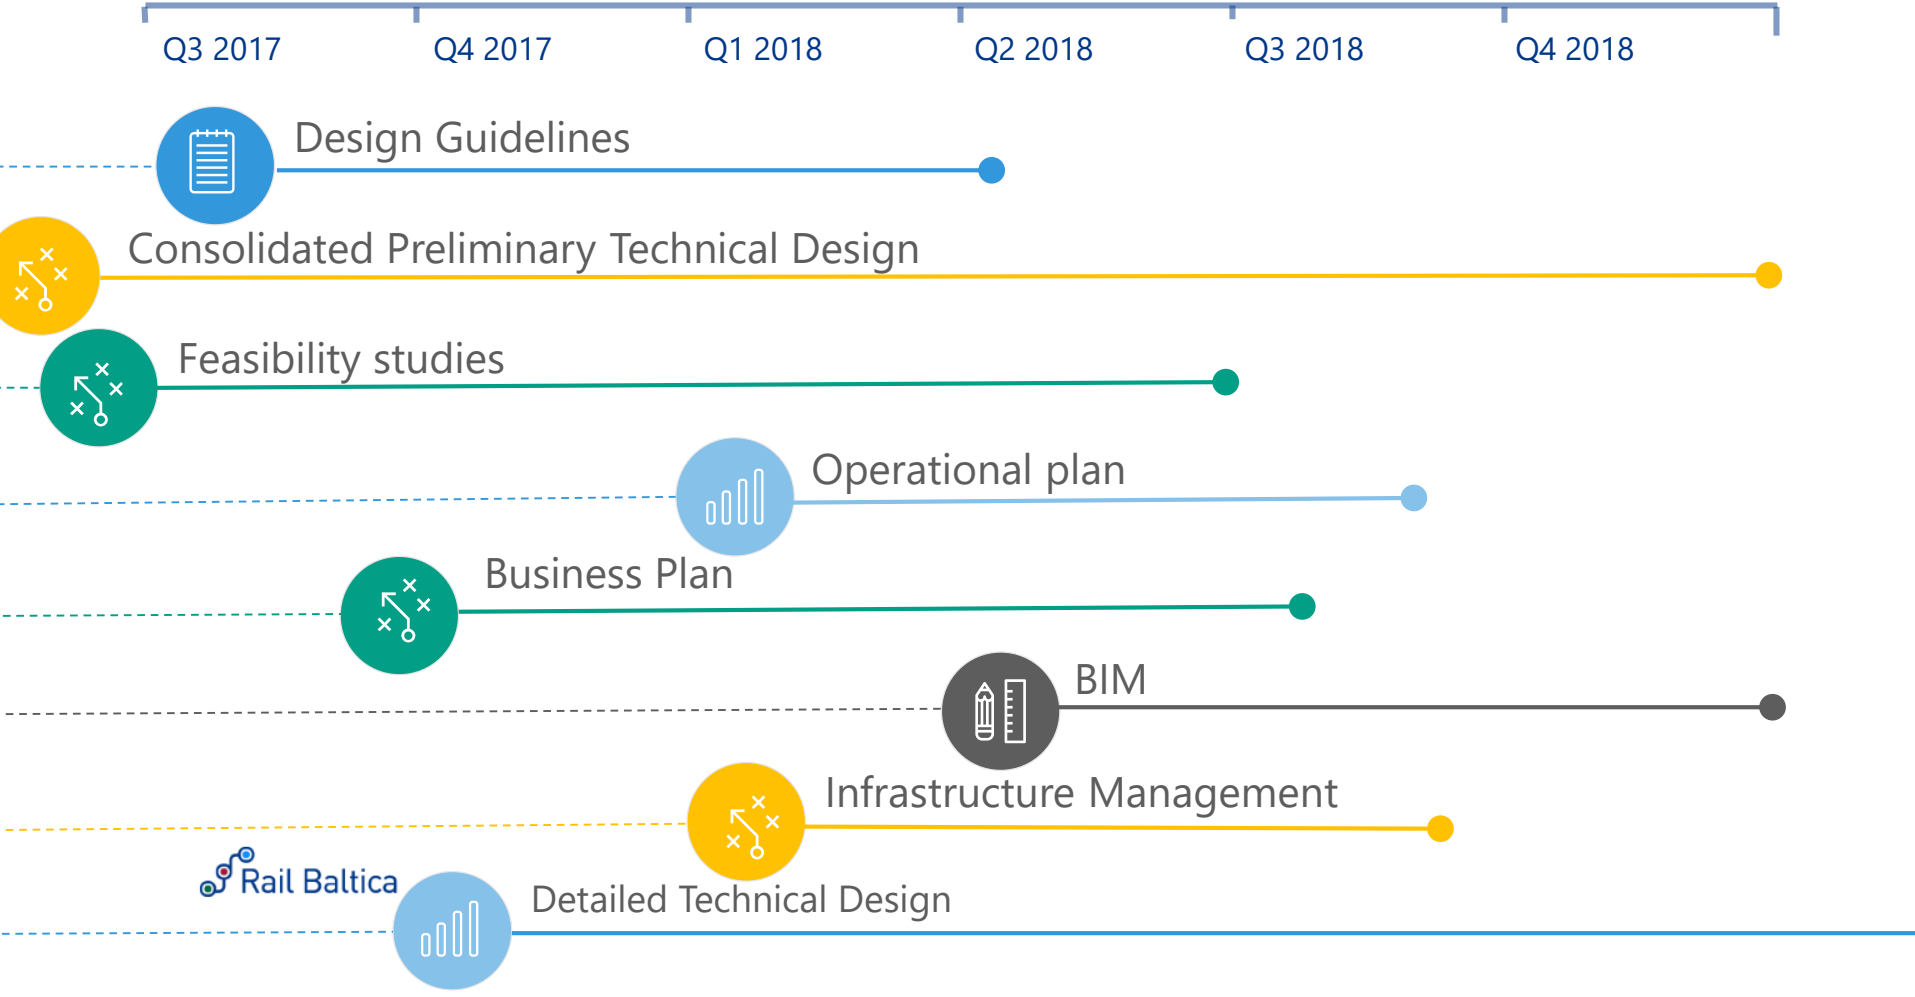 Q3 2017
Q4 2017
Q1 2018
Q2 2018
Q3 2018
Q4 2018
Design Guidelines
Consolidated Preliminary Technical Design
Feasibility studies
Operational plan
Business Plan
BIM
Infrastructure Management
Rail Baltica
Detailed Technical Design